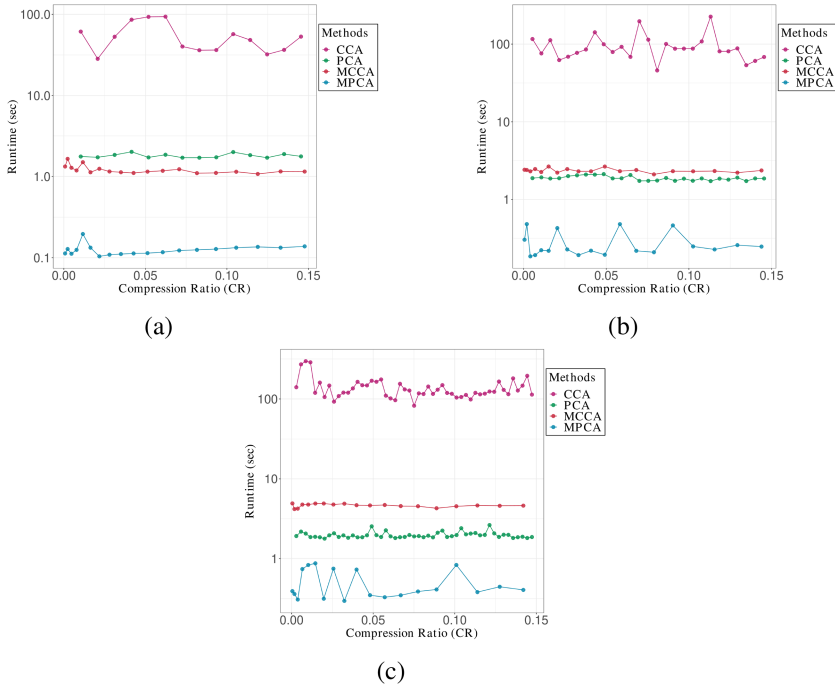 100.0
10.0
1.0
0.1
Runtime (sec)
0.00
0.05
0.10
0.15
Compression Ratio (CR)
Methods
CCA
PCA
MCCA
MPCA
(a)
100
10
1
Runtime (sec)
0.00
0.05
0.10
0.15
Compression Ratio (CR)
Methods
CCA
PCA
MCCA
MPCA
(b)
100
10
1
Runtime (sec)
0.00
0.05
0.10
0.15
Compression Ratio (CR)
Methods
CCA
PCA
MCCA
MPCA
(c)